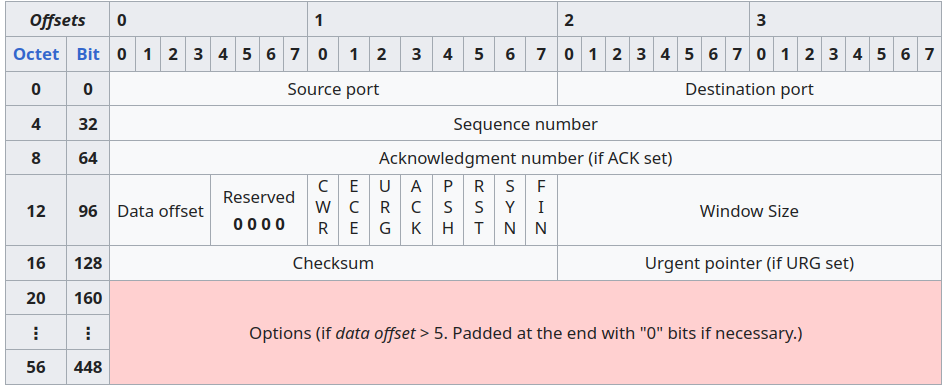 Offsets 0 1 2 3
Octet Bit 0 1 2 3 4 5 6 7 0 1 2 3 4 5 6 7 0 1 2 3 4 5 6 7 0 1 2 3 4 5 6 7
0 0 Source port Destination port
4 32 Sequence number
8 64 Acknowledgment number (if ACK set)
12 96 Data offset Reserved 0 0 0 0 CWR ECE URG ACK PSH RST SYN FIN Window Size
16 128 Checksum Urgent pointer (if URG set)
20 160
⋮ ⋮ Options (if data offset > 5. Padded at the end with "0" bits if necessary.)
56 448